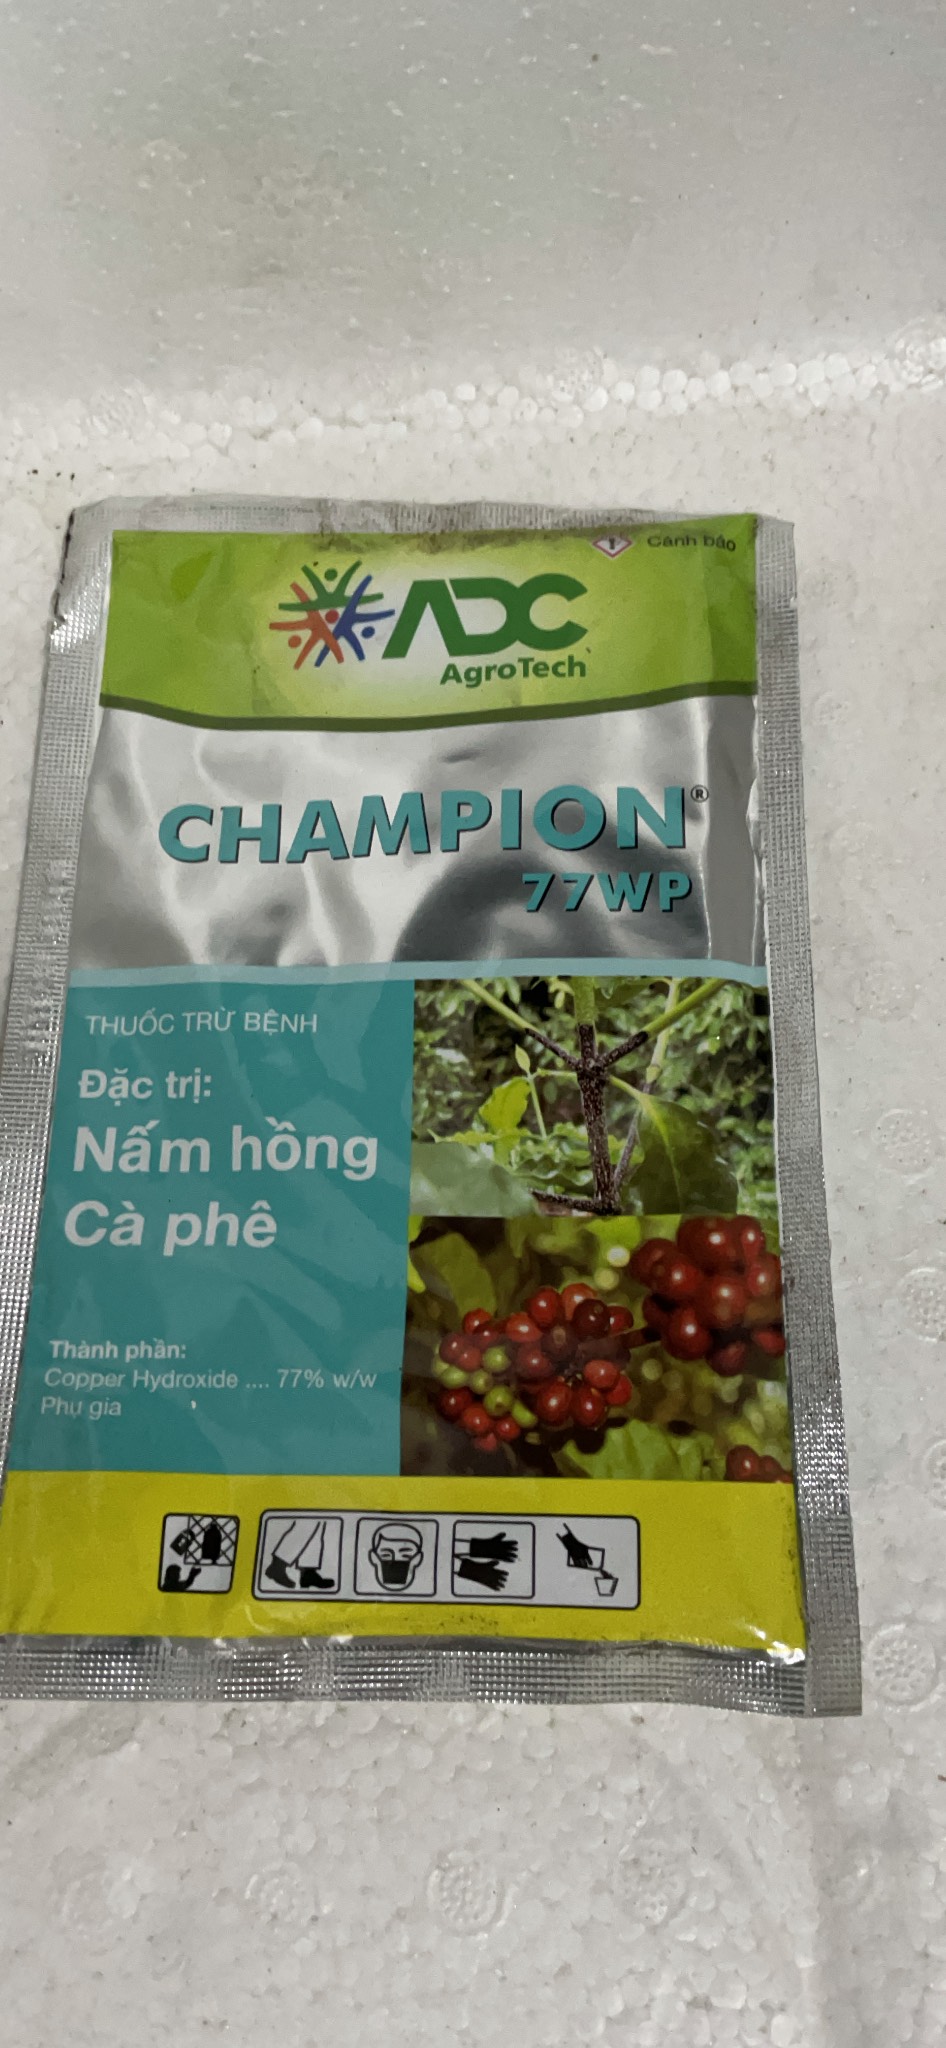 Cảnh báo
ADC
AgroTech
CHAMPION®
77WP
THUỐC TRỪ BỆNH
Đặc trị:
Nấm hồng
Cà phê
Thành phần:
Copper Hydroxide .... 77% w/w
Phụ gia